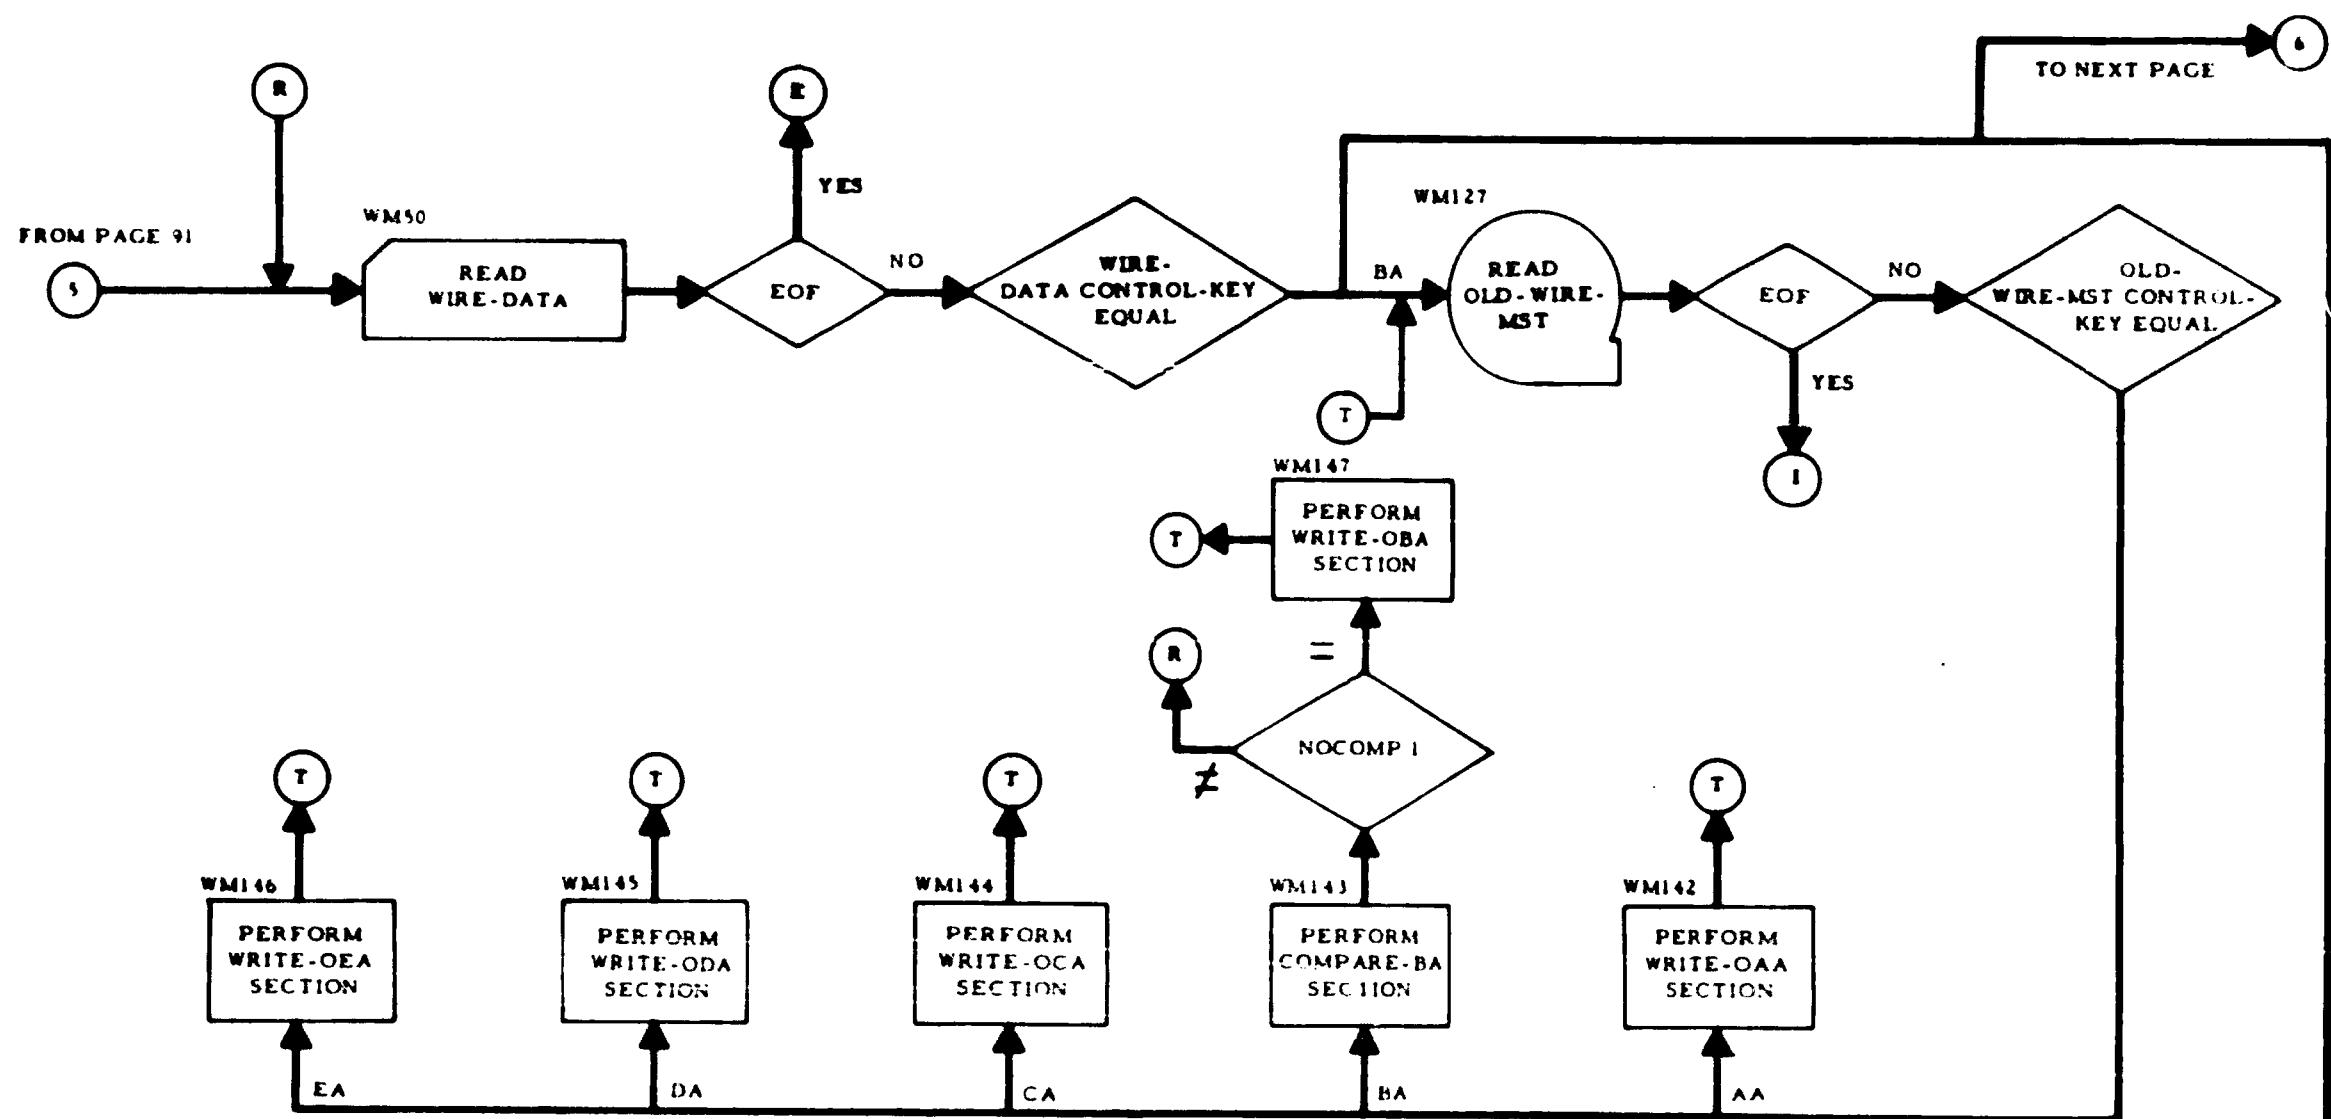 6
TO NEXT PAGE
R
E
YES
WM127
WM50
FROM PAGE 91
5
READ
WIRE-DATA
EOF
NO
WIRE-
DATA CONTROL-KEY
EQUAL
BA
READ
OLD-WIRE-
MST
EOF
NO
OLD-
WIRE-MST CONTROL-
KEY EQUAL
YES
T
I
WM147
PERFORM
WRITE-OBA
SECTION
T
=
R
NOCOMP 1
≠
T
T
T
T
WM146
PERFORM
WRITE-OEA
SECTION
WM145
PERFORM
WRITE-ODA
SECTION
WM144
PERFORM
WRITE-OCA
SECTION
WM143
PERFORM
COMPARE-BA
SECTION
WM142
PERFORM
WRITE-OAA
SECTION
EA
DA
CA
BA
AA